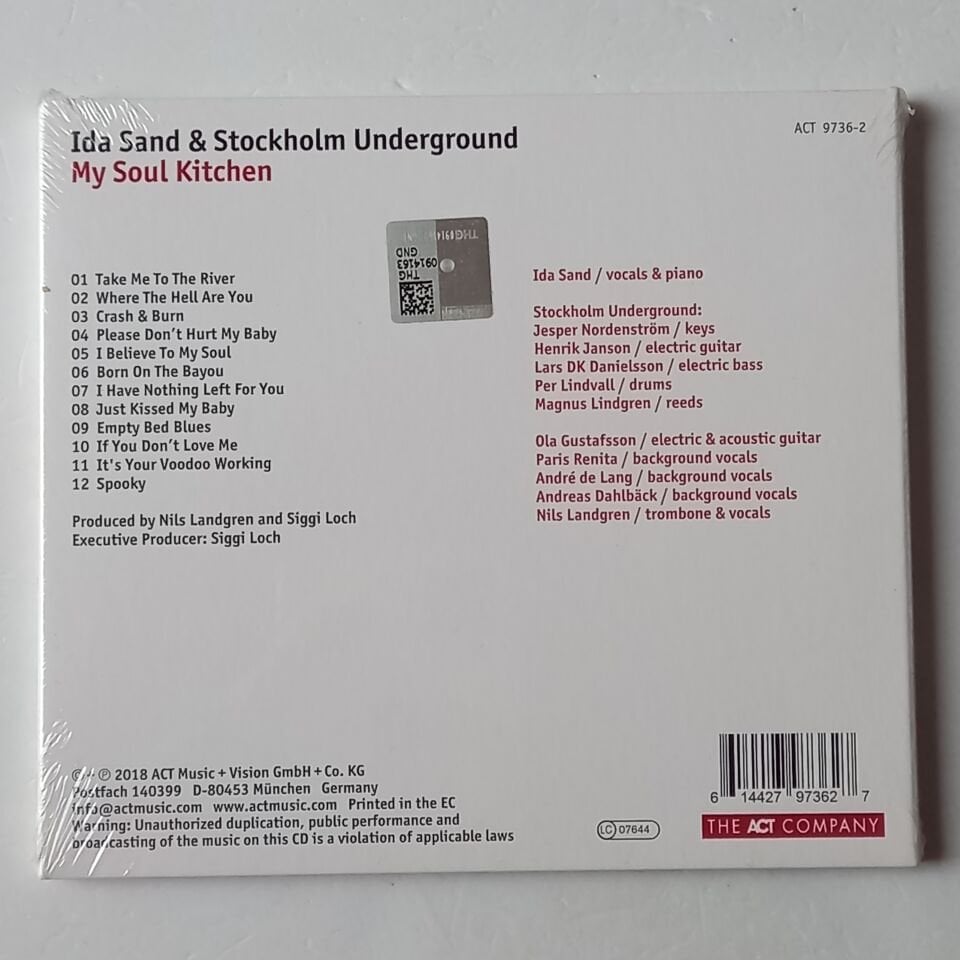 Ida Sand & Stockholm Underground
My Soul Kitchen
ACT 9736-2
THG
0914163
GND
01 Take Me To The River
02 Where The Hell Are You
03 Crash & Burn
04 Please Don't Hurt My Baby
05 I Believe To My Soul
06 Born On The Bayou
07 I Have Nothing Left For You
08 Just Kissed My Baby
09 Empty Bed Blues
10 If You Don't Love Me
11 It's Your Voodoo Working
12 Spooky
Produced by Nils Landgren and Siggi Loch
Executive Producer: Siggi Loch
Ida Sand / vocals & piano
Stockholm Underground:
Jesper Nordenström / keys
Henrik Janson / electric guitar
Lars DK Danielsson / electric bass
Per Lindvall / drums
Magnus Lindgren / reeds
Ola Gustafsson / electric & acoustic guitar
Paris Renita / background vocals
André de Lang / background vocals
Andreas Dahlbäck / background vocals
Nils Landgren / trombone & vocals
© + ℗ 2018 ACT Music + Vision GmbH + Co. KG
Postfach 140399 D-80453 München Germany
info@actmusic.com www.actmusic.com Printed in the EC
Warning: Unauthorized duplication, public performance and
broadcasting of the music on this CD is a violation of applicable laws
LC 07644
6 14427 97362 7
THE ACT COMPANY